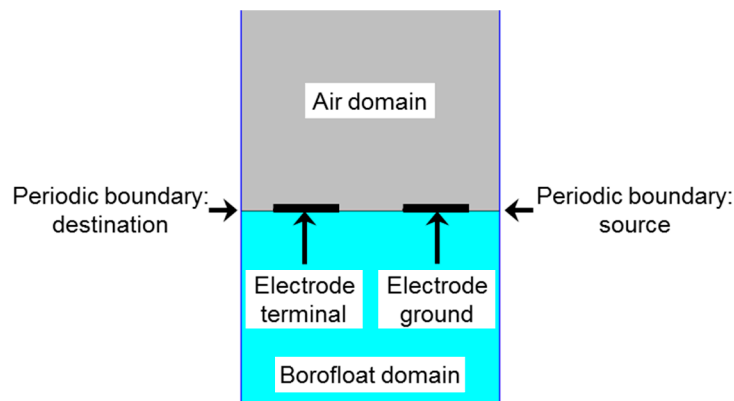 Air domain
Periodic boundary:
destination
Periodic boundary:
source
Electrode
terminal
Electrode
ground
Borofloat domain